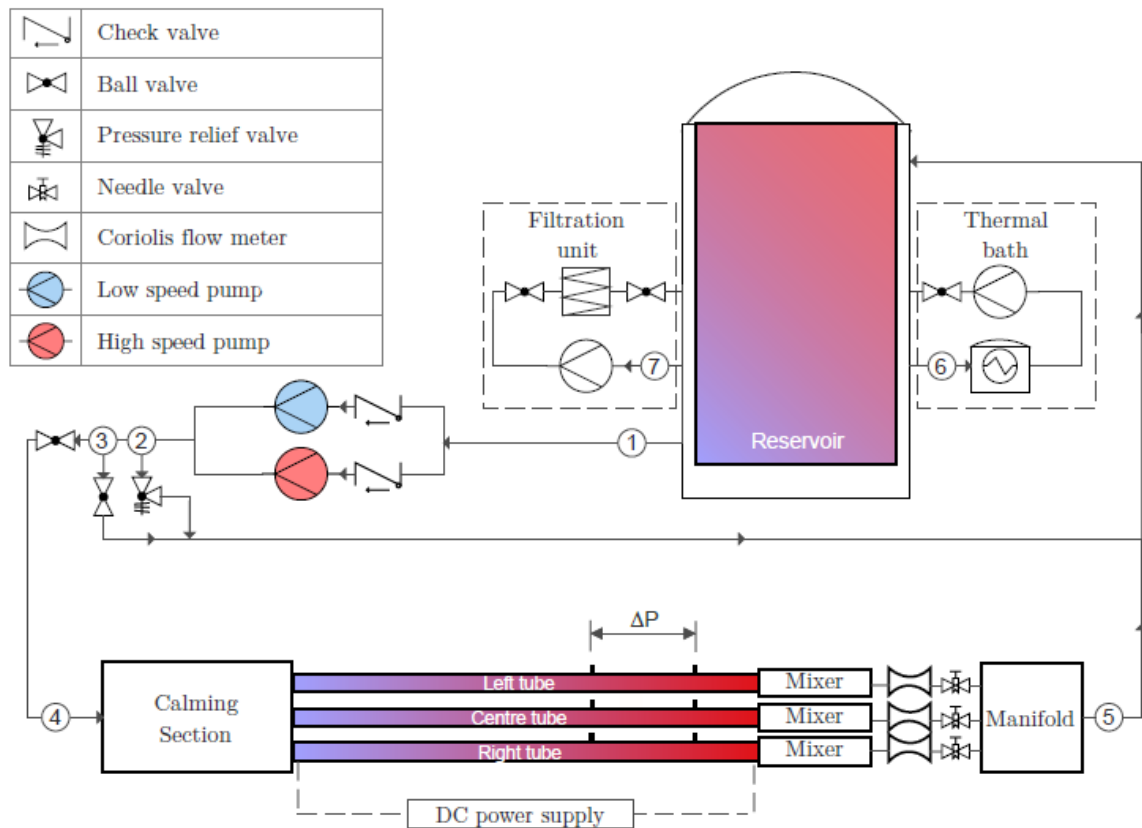 Check valve
Ball valve
Pressure relief valve
Needle valve
Coriolis flow meter
Low speed pump
High speed pump
Filtration
unit
Thermal
bath
7
6
Reservoir
1
3
2
ΔP
Left tube
Mixer
Calming
Section
4
Centre tube
Mixer
Manifold
5
Right tube
Mixer
DC power supply